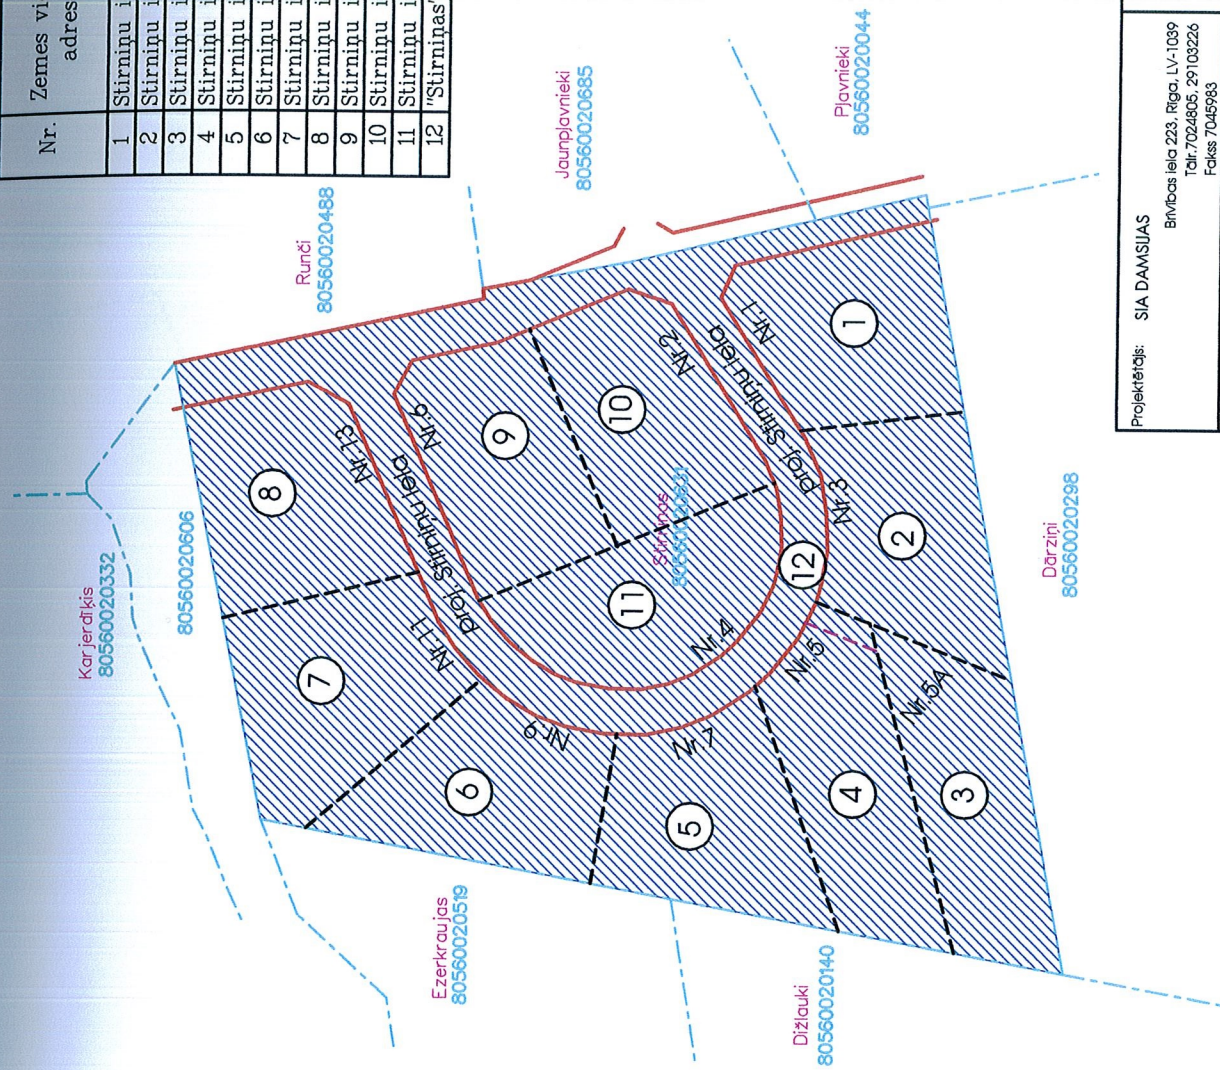 Nr.
Zemes vi
adres
1 Stirniņu i
2 Stirniņu i
3 Stirniņu i
4 Stirniņu i
5 Stirniņu i
6 Stirniņu i
7 Stirniņu i
8 Stirniņu i
9 Stirniņu i
10 Stirniņu i
11 Stirniņu i
12 "Stirniņas"
Karjerdīķis
80560020332
80560020606
Runči
80560020488
Jaunpļavnieki
80560020685
Pļavnieki
80560020044
Ezerkraujas
80560020519
Dižlauki
80560020140
Dārziņi
80560020298
8
Nr.13
7
Nr.11
proj. Stirniņu iela
Nr.6
9
6
Nr.9
11
10
Nr.2
proj. Stirniņu iela
Nr.1
1
5
Nr.7
Nr.4
12
Nr.3
2
Nr.5
4
Nr.5A
3
Projektētājs: SIA DAMSIJAS
Brīvības iela 223, Rīga, LV-1039
Tālr.7024805, 29103226
Fakss 7045983